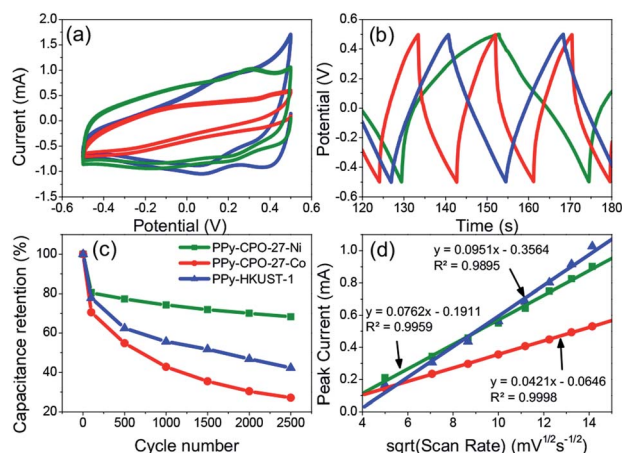 (a)
Current (mA)
2.0
1.5
1.0
0.5
0.0
-0.5
-1.0
-1.5
-0.6 -0.4 -0.2 0.0 0.2 0.4 0.6
Potential (V)
(b)
Potential (V)
0.6
0.4
0.2
0.0
-0.2
-0.4
-0.6
120 130 140 150 160 170 180
Time (s)
(c)
PPy-CPO-27-Ni
PPy-CPO-27-Co
PPy-HKUST-1
Capacitance retention (%)
120
100
80
60
40
20
0 500 1000 1500 2000 2500
Cycle number
(d)
y = 0.0951x - 0.3564
R² = 0.9895
y = 0.0762x - 0.1911
R² = 0.9959
y = 0.0421x - 0.0646
R² = 0.9998
Peak Current (mA)
1.0
0.8
0.6
0.4
0.2
0.0
4 6 8 10 12 14
sqrt(Scan Rate) (mV¹/²s⁻¹/²)